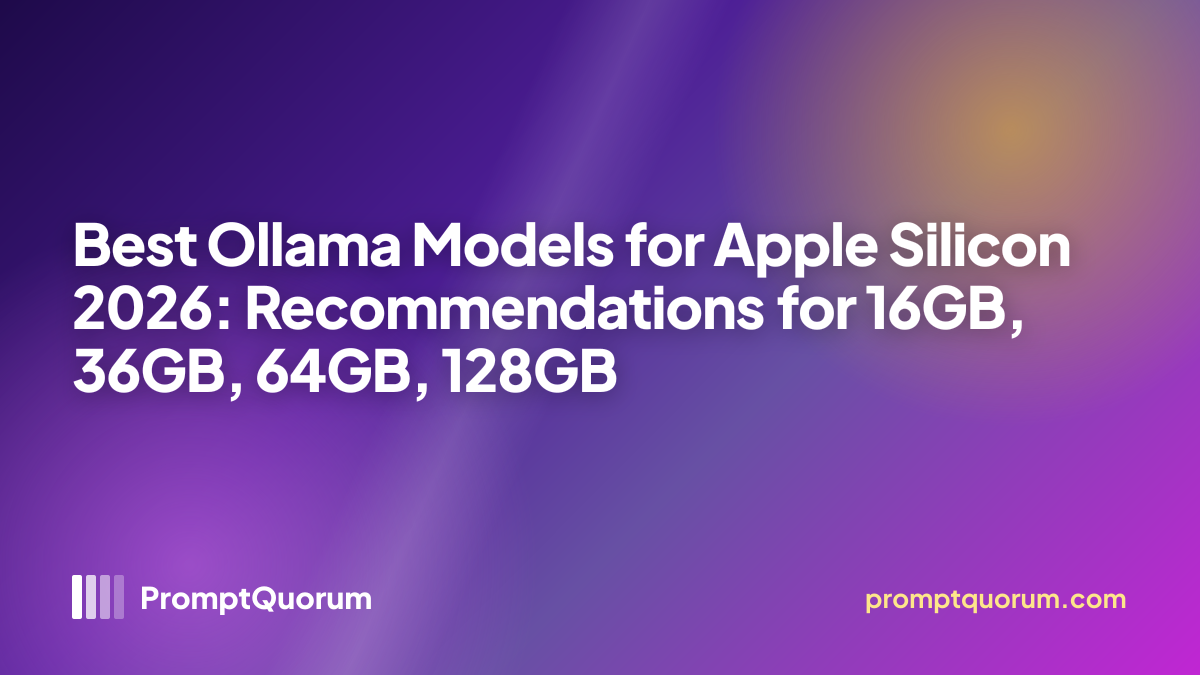 Best Ollama Models for Apple Silicon
2026: Recommendations for 16GB,
36GB, 64GB, 128GB
PromptQuorum
promptquorum.com